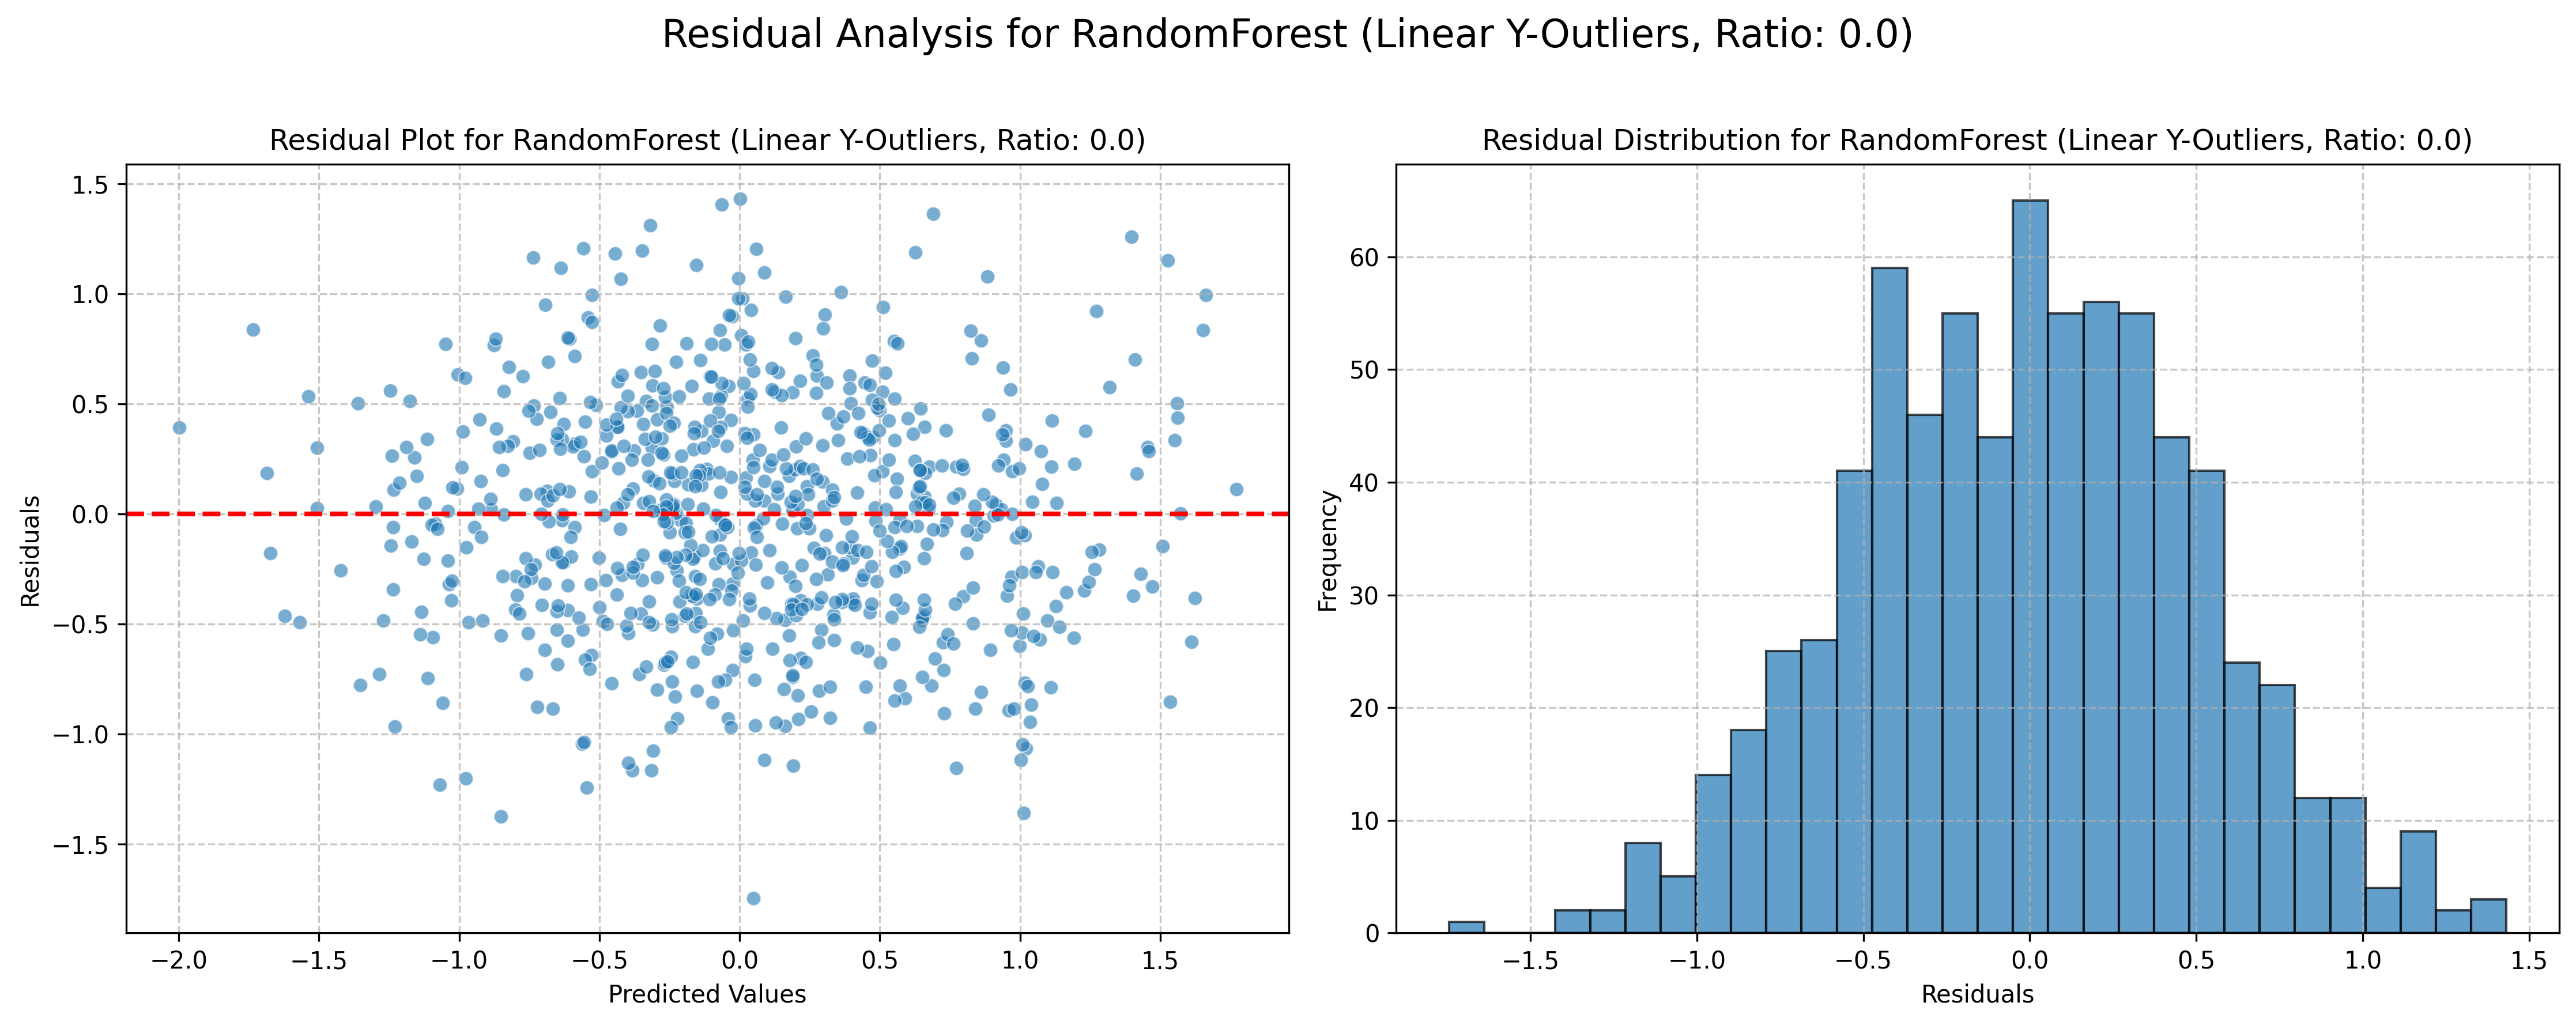 Residual Analysis for RandomForest (Linear Y-Outliers, Ratio: 0.0)
Residual Plot for RandomForest (Linear Y-Outliers, Ratio: 0.0)
1.5
1.0
0.5
0.0
−0.5
−1.0
−1.5
Residuals
−2.0 −1.5 −1.0 −0.5 0.0 0.5 1.0 1.5
Predicted Values
Residual Distribution for RandomForest (Linear Y-Outliers, Ratio: 0.0)
60
50
40
30
20
10
0
Frequency
−1.5 −1.0 −0.5 0.0 0.5 1.0 1.5
Residuals